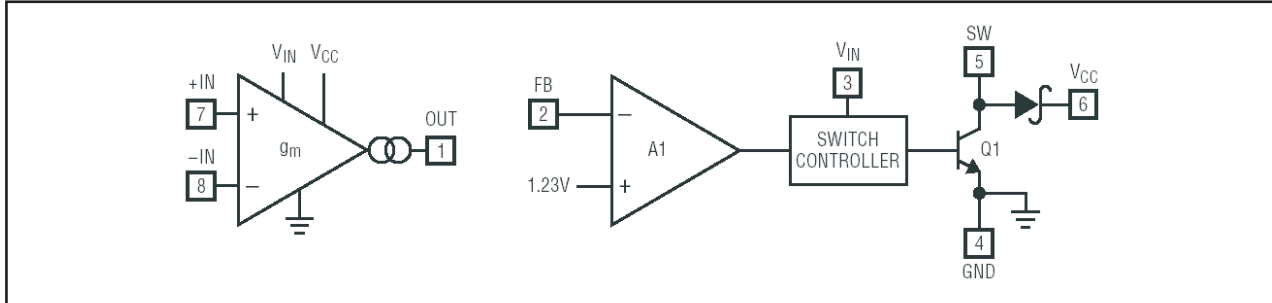 V_IN V_CC
+IN
7
+
g_m
OUT
1
−IN
8
−
FB
2
−
A1
1.23V
+
V_IN
3
SWITCH
CONTROLLER
SW
5
V_CC
6
Q1
4
GND